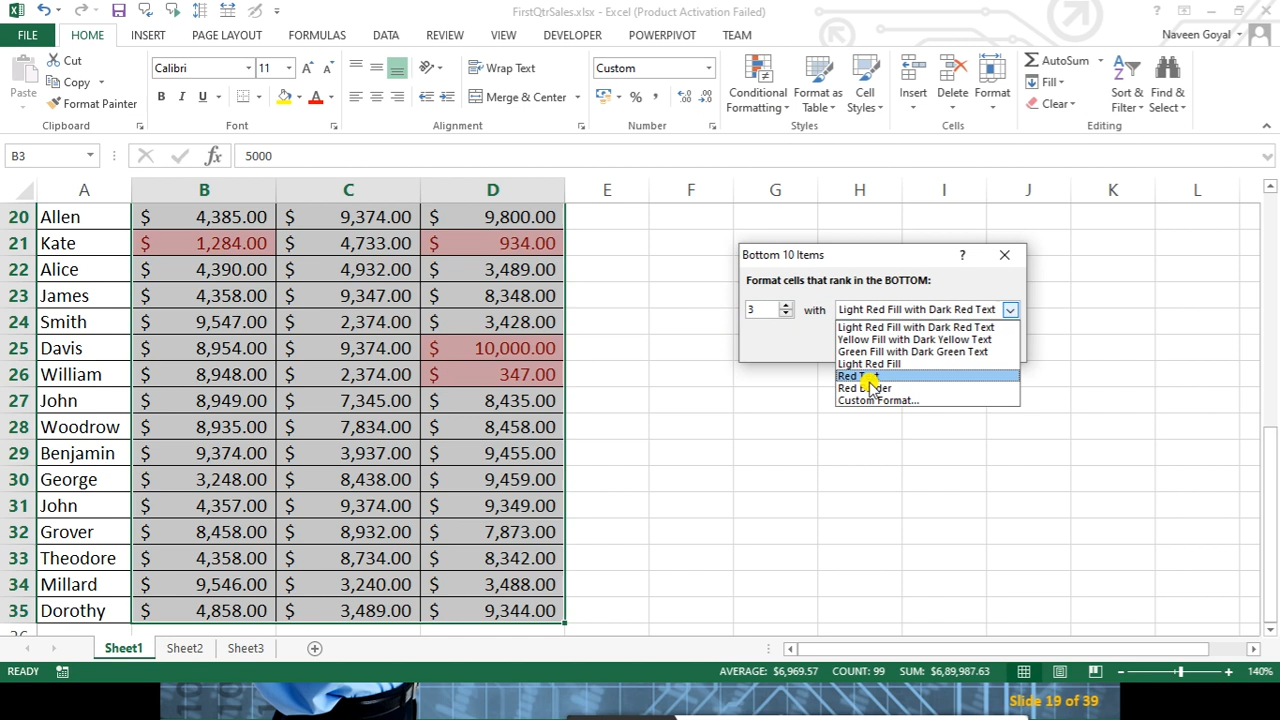 FirstQtrSales.xlsx - Excel (Product Activation Failed)
FILE HOME INSERT PAGE LAYOUT FORMULAS DATA REVIEW VIEW DEVELOPER POWERPIVOT TEAM Naveen Goyal
Paste Cut Copy Format Painter Clipboard
Calibri 11 B I U A Font
Wrap Text Merge & Center Alignment
Custom % Number
Conditional Formatting Format as Table Cell Styles Styles
Insert Delete Format Cells
AutoSum Fill Clear Sort & Filter Find & Select Editing
B3 fx 5000
A B C D E F G H I J K L
20 Allen $ 4,385.00 $ 9,374.00 $ 9,800.00
21 Kate $ 1,284.00 $ 4,733.00 $ 934.00
22 Alice $ 4,390.00 $ 4,932.00 $ 3,489.00
23 James $ 4,358.00 $ 9,347.00 $ 8,348.00
24 Smith $ 9,547.00 $ 2,374.00 $ 3,428.00
25 Davis $ 8,954.00 $ 9,374.00 $ 10,000.00
26 William $ 8,948.00 $ 2,374.00 $ 347.00
27 John $ 8,949.00 $ 7,345.00 $ 8,435.00
28 Woodrow $ 8,935.00 $ 7,834.00 $ 8,458.00
29 Benjamin $ 9,374.00 $ 3,937.00 $ 9,455.00
30 George $ 3,248.00 $ 8,438.00 $ 9,459.00
31 John $ 4,357.00 $ 9,374.00 $ 9,349.00
32 Grover $ 8,458.00 $ 8,932.00 $ 7,873.00
33 Theodore $ 4,358.00 $ 8,734.00 $ 8,342.00
34 Millard $ 9,546.00 $ 3,240.00 $ 3,488.00
35 Dorothy $ 4,858.00 $ 3,489.00 $ 9,344.00
Bottom 10 Items ?
Format cells that rank in the BOTTOM:
3 with Light Red Fill with Dark Red Text
Light Red Fill with Dark Red Text
Yellow Fill with Dark Yellow Text
Green Fill with Dark Green Text
Light Red Fill
Red
Red
Custom Format...
Sheet1 Sheet2 Sheet3
READY AVERAGE: $6,969.57 COUNT: 99 SUM: $6,89,987.63 140%
Slide 19 of 39